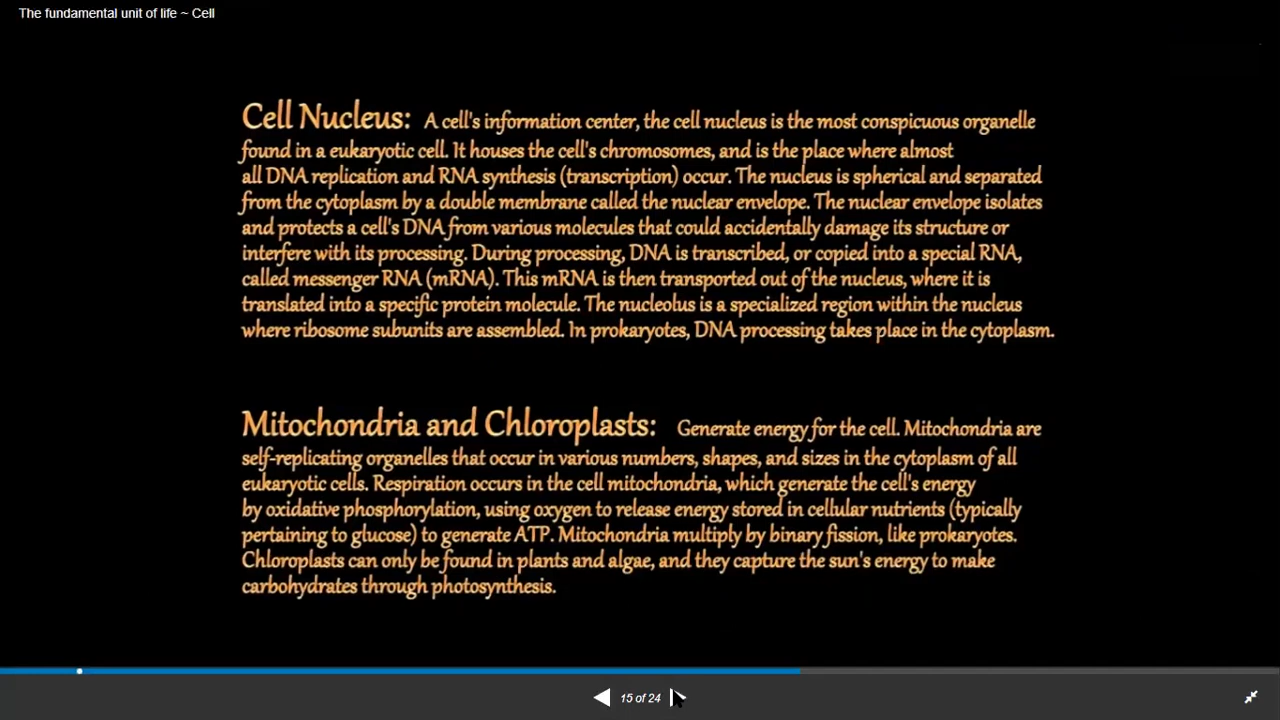 The fundamental unit of life ~ Cell
Cell Nucleus: A cell's information center, the cell nucleus is the most conspicuous organelle
found in a eukaryotic cell. It houses the cell's chromosomes, and is the place where almost
all DNA replication and RNA synthesis (transcription) occur. The nucleus is spherical and separated
from the cytoplasm by a double membrane called the nuclear envelope. The nuclear envelope isolates
and protects a cell's DNA from various molecules that could accidentally damage its structure or
interfere with its processing. During processing, DNA is transcribed, or copied into a special RNA,
called messenger RNA (mRNA). This mRNA is then transported out of the nucleus, where it is
translated into a specific protein molecule. The nucleolus is a specialized region within the nucleus
where ribosome subunits are assembled. In prokaryotes, DNA processing takes place in the cytoplasm.
Mitochondria and Chloroplasts: Generate energy for the cell. Mitochondria are
self-replicating organelles that occur in various numbers, shapes, and sizes in the cytoplasm of all
eukaryotic cells. Respiration occurs in the cell mitochondria, which generate the cell's energy
by oxidative phosphorylation, using oxygen to release energy stored in cellular nutrients (typically
pertaining to glucose) to generate ATP. Mitochondria multiply by binary fission, like prokaryotes.
Chloroplasts can only be found in plants and algae, and they capture the sun's energy to make
carbohydrates through photosynthesis.
15 of 24